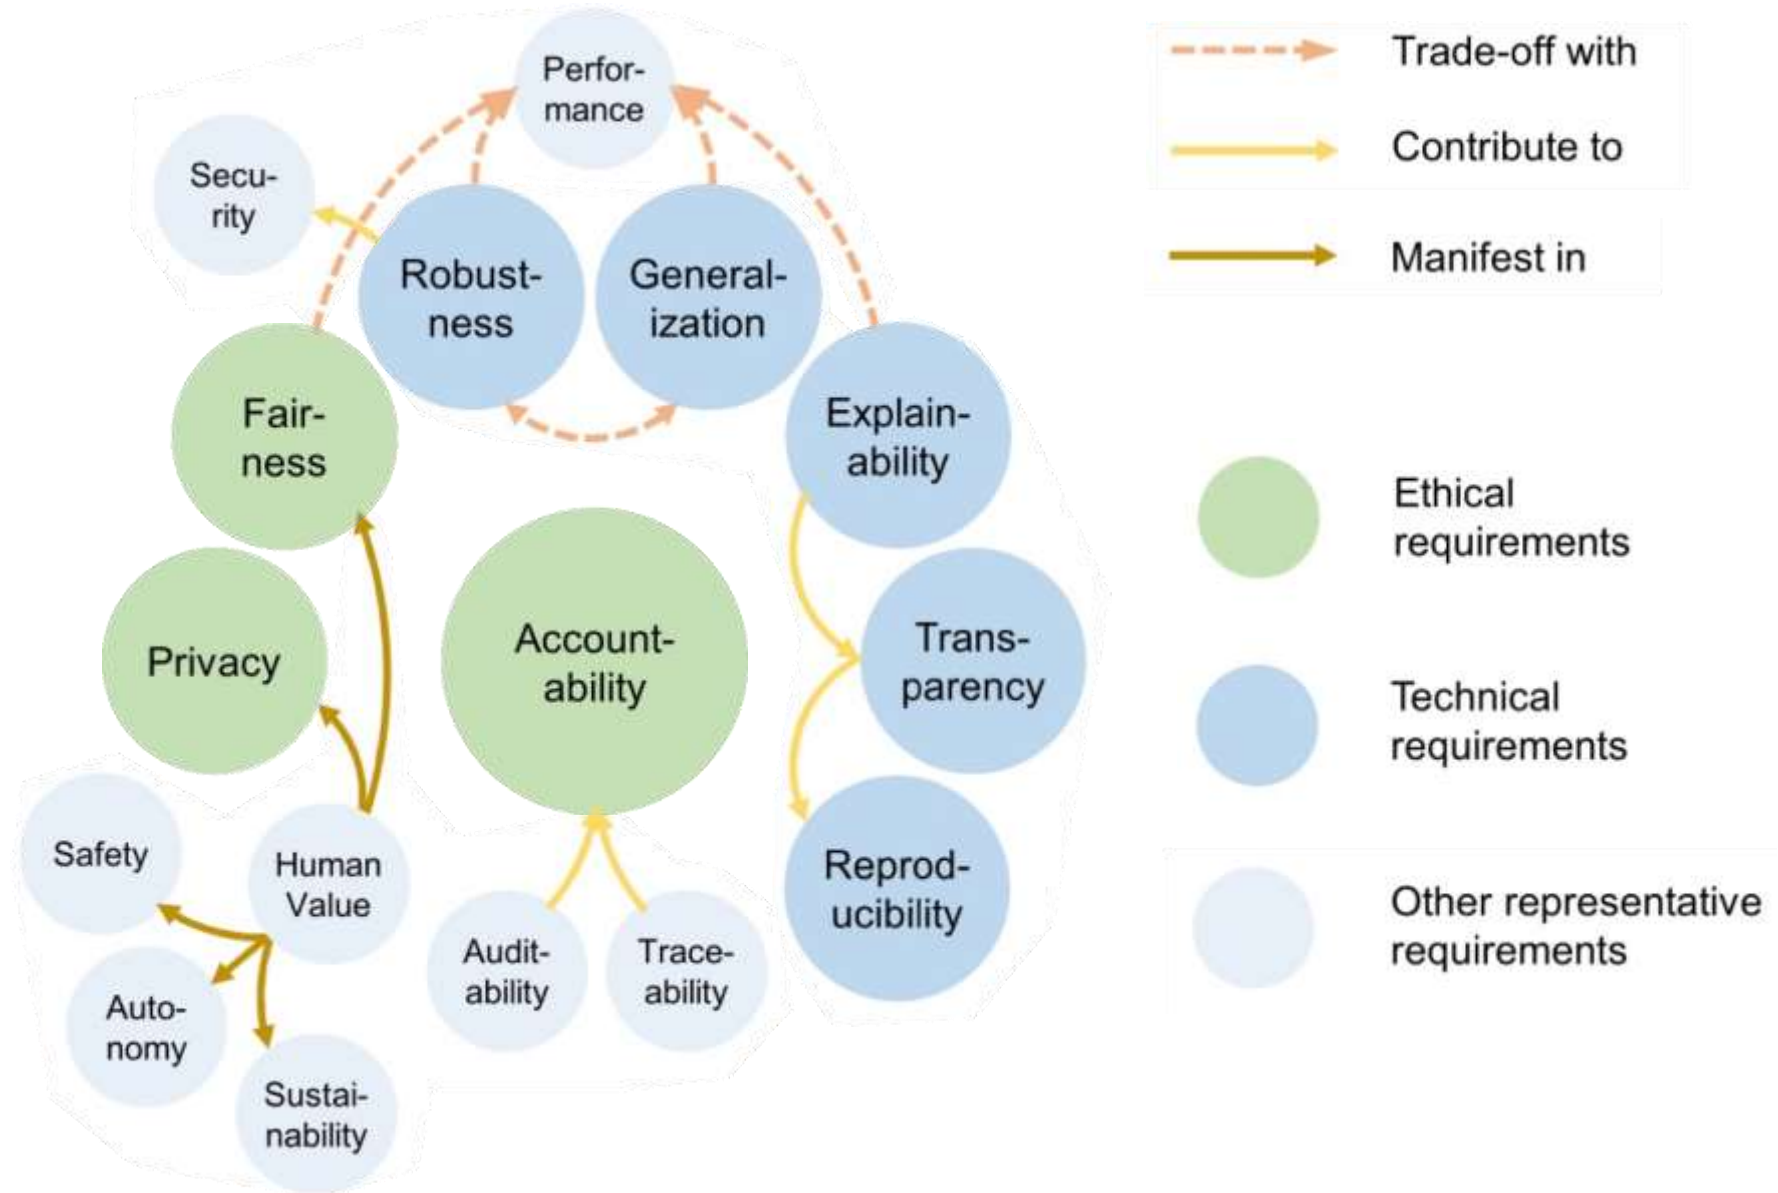 Perfor-
mance
Secu-
rity
Robust-
ness
General-
ization
Fair-
ness
Explain-
ability
Privacy
Account-
ability
Trans-
parency
Safety
Human
Value
Reprod-
ucibility
Audit-
ability
Trace-
ability
Auto-
nomy
Sustai-
nability
Trade-off with
Contribute to
Manifest in
Ethical
requirements
Technical
requirements
Other representative
requirements